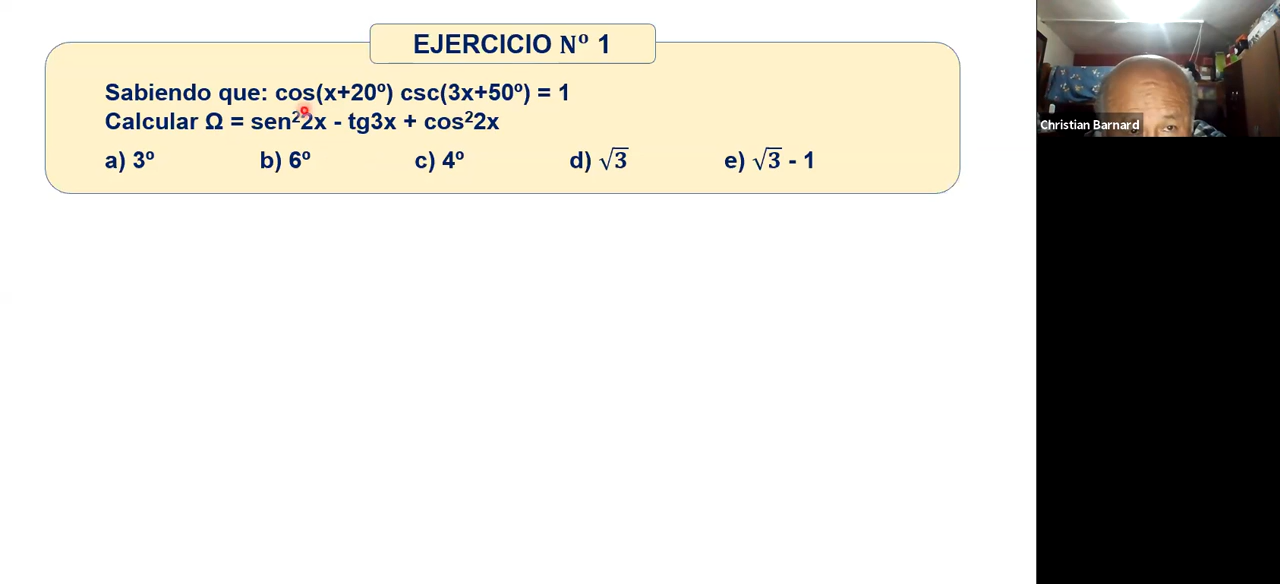 EJERCICIO Nº 1
Sabiendo que: cos(x+20º) csc(3x+50º) = 1
Calcular Ω = sen²2x - tg3x + cos²2x
a) 3º b) 6º c) 4º d) √3 e) √3 - 1
Christian Barnard